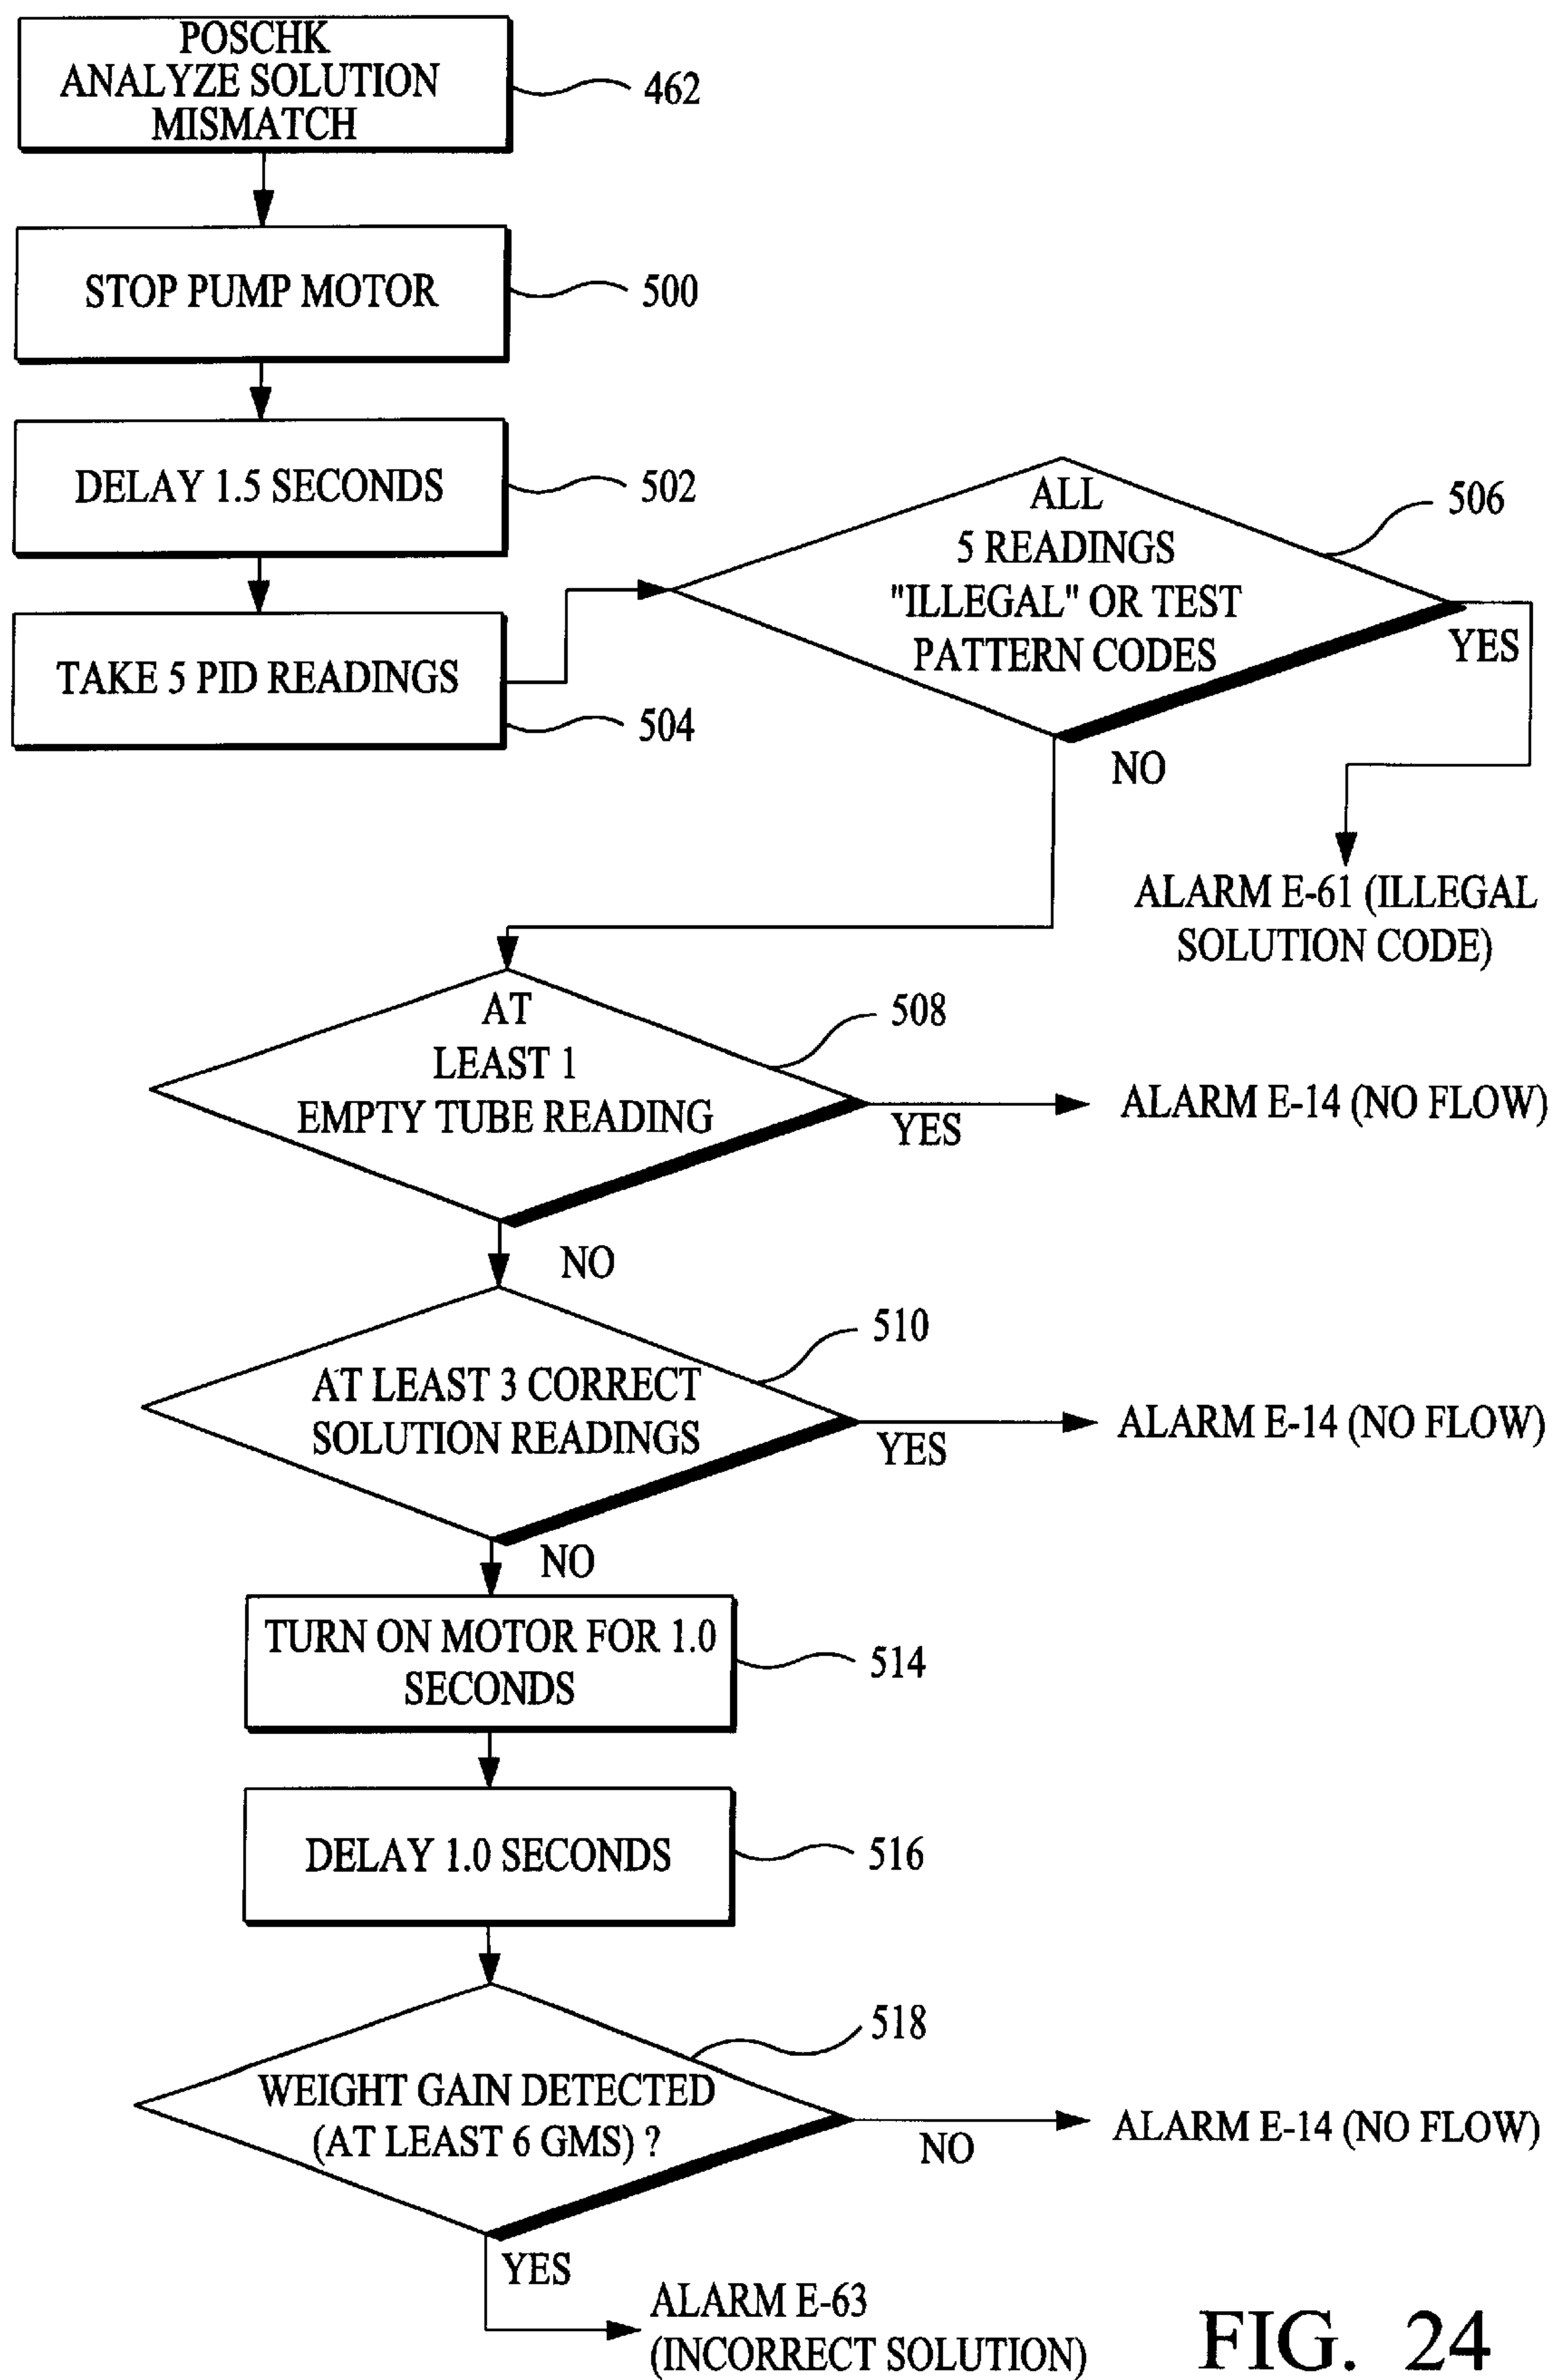 POSCHK
ANALYZE SOLUTION
MISMATCH
462
STOP PUMP MOTOR
500
DELAY 1.5 SECONDS
502
TAKE 5 PID READINGS
504
ALL
5 READINGS
"ILLEGAL" OR TEST
PATTERN CODES
506
YES
NO
ALARM E-61 (ILLEGAL
SOLUTION CODE)
AT
LEAST 1
EMPTY TUBE READING
508
YES
ALARM E-14 (NO FLOW)
NO
AT LEAST 3 CORRECT
SOLUTION READINGS
510
YES
ALARM E-14 (NO FLOW)
NO
TURN ON MOTOR FOR 1.0
SECONDS
514
DELAY 1.0 SECONDS
516
WEIGHT GAIN DETECTED
(AT LEAST 6 GMS) ?
518
NO
ALARM E-14 (NO FLOW)
YES
ALARM E-63
(INCORRECT SOLUTION)
FIG. 24